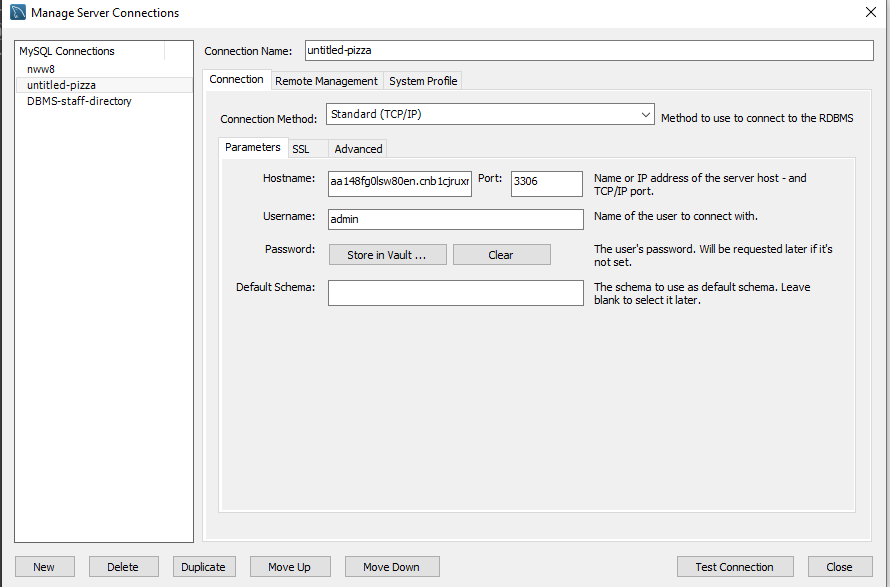 Manage Server Connections
MySQL Connections
nww8
untitled-pizza
DBMS-staff-directory
Connection Name: untitled-pizza
Connection Remote Management System Profile
Connection Method: Standard (TCP/IP) Method to use to connect to the RDBMS
Parameters SSL Advanced
Hostname: aa148fg0lsw80en.cnb1cjruxr Port: 3306 Name or IP address of the server host - and
TCP/IP port.
Username: admin Name of the user to connect with.
Password: Store in Vault ... Clear The user's password. Will be requested later if it's
not set.
Default Schema: The schema to use as default schema. Leave
blank to select it later.
New Delete Duplicate Move Up Move Down Test Connection Close